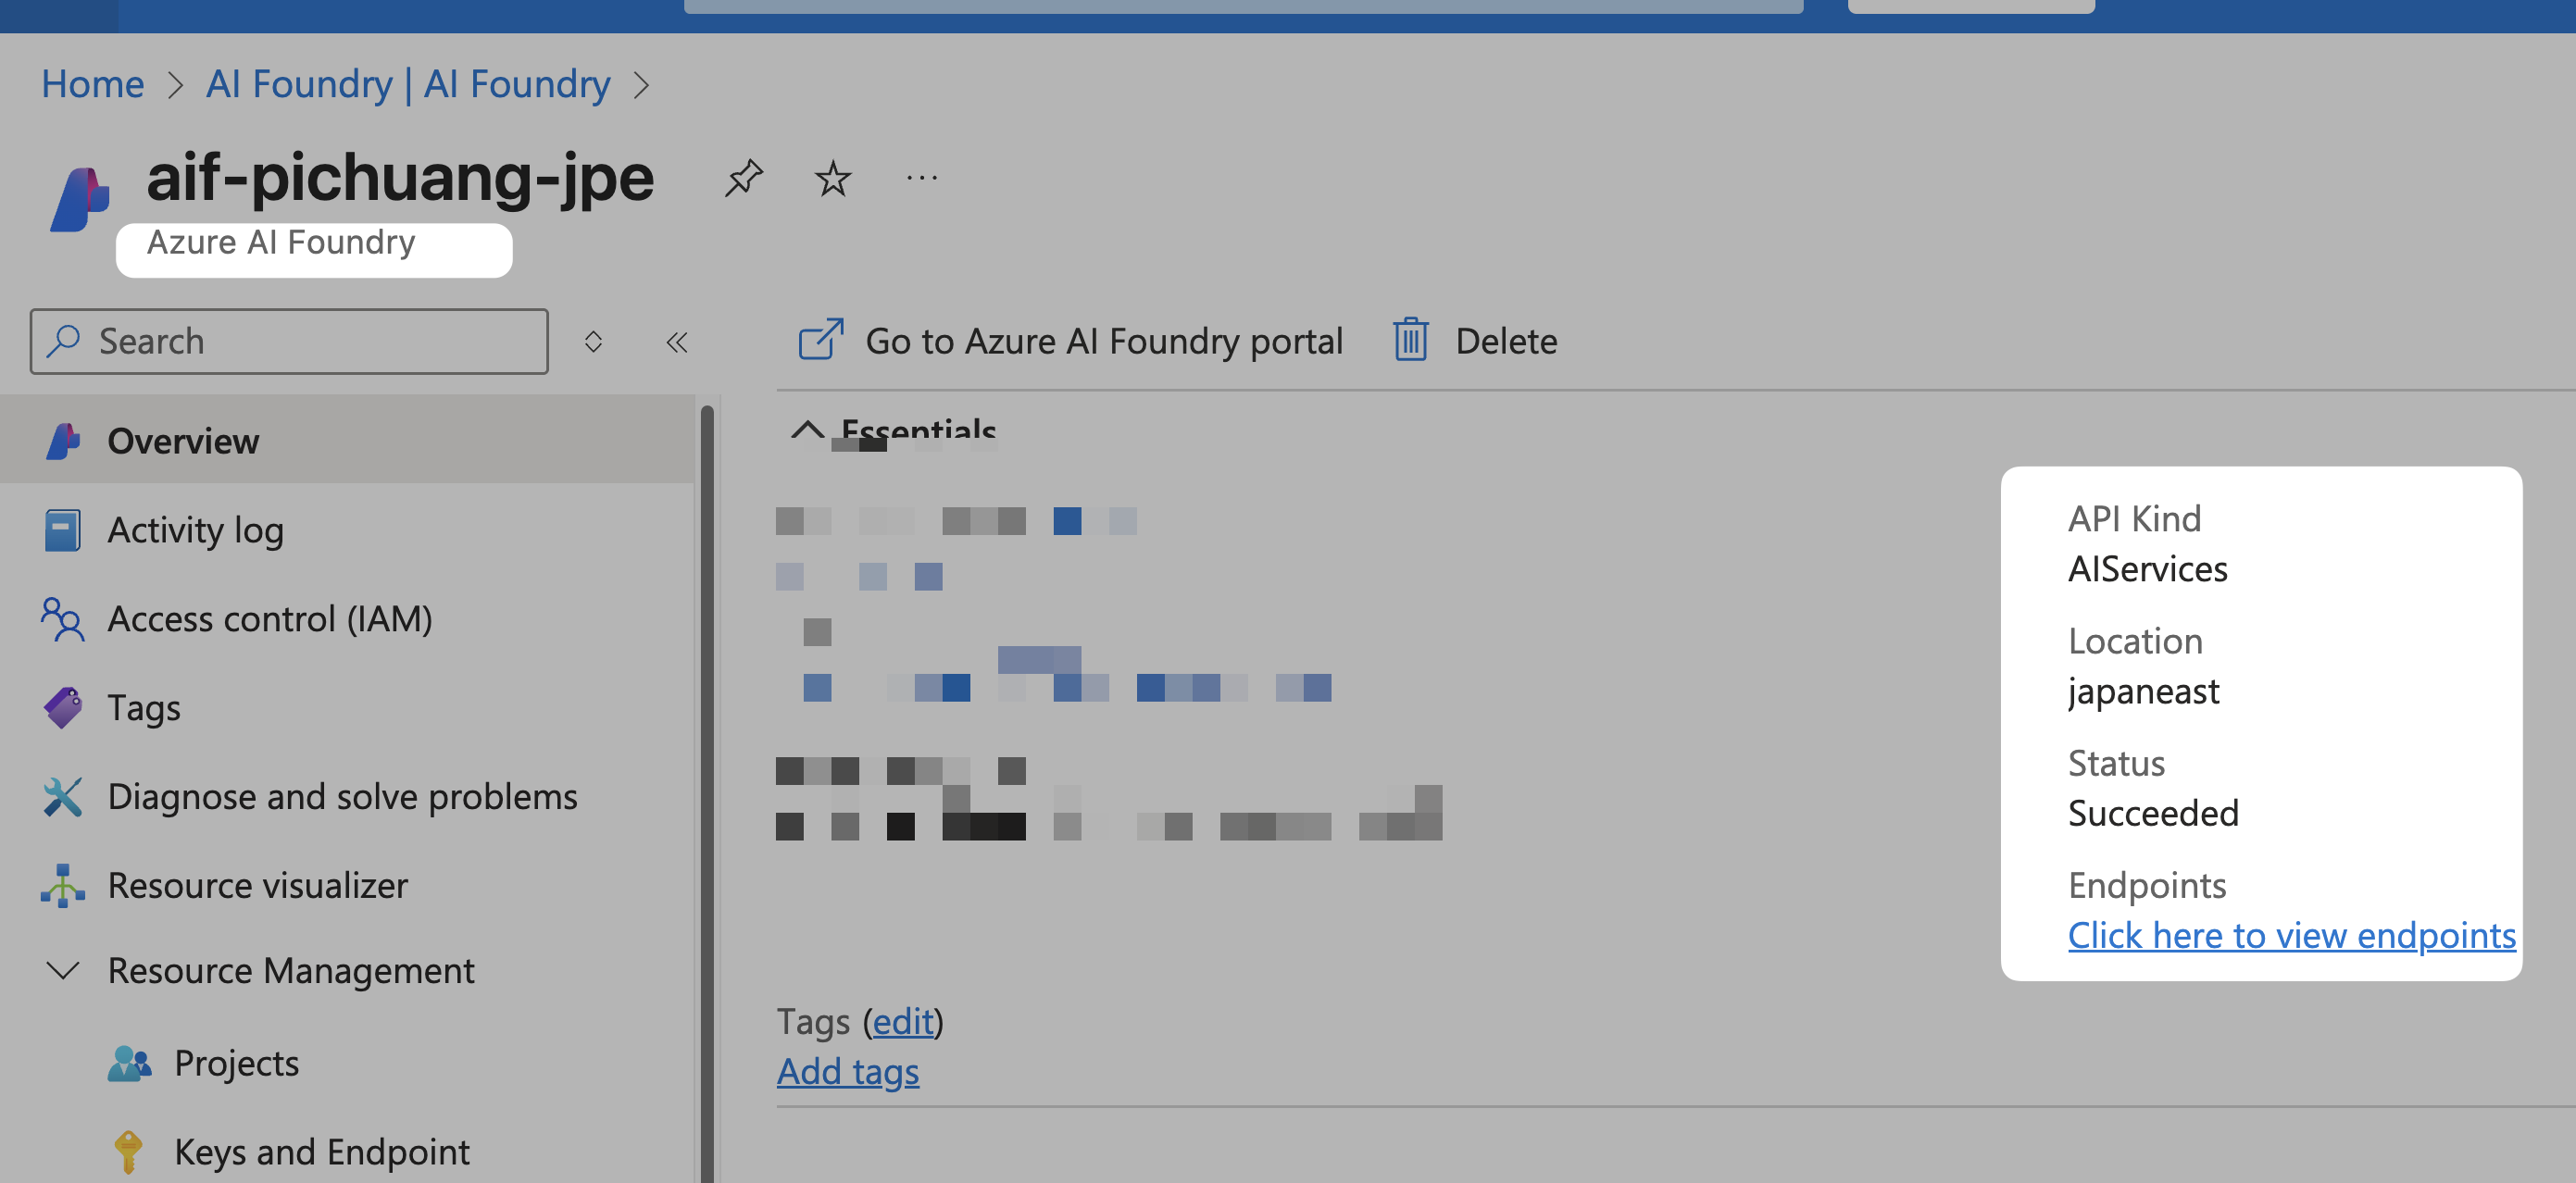 Home > AI Foundry | AI Foundry >
aif-pichuang-jpe
Azure AI Foundry
Search
Go to Azure AI Foundry portal
Delete
Overview
Activity log
Access control (IAM)
Tags
Diagnose and solve problems
Resource visualizer
Resource Management
Projects
Keys and Endpoint
Essentials
Tags (edit)
Add tags
API Kind
AIServices
Location
japaneast
Status
Succeeded
Endpoints
Click here to view endpoints